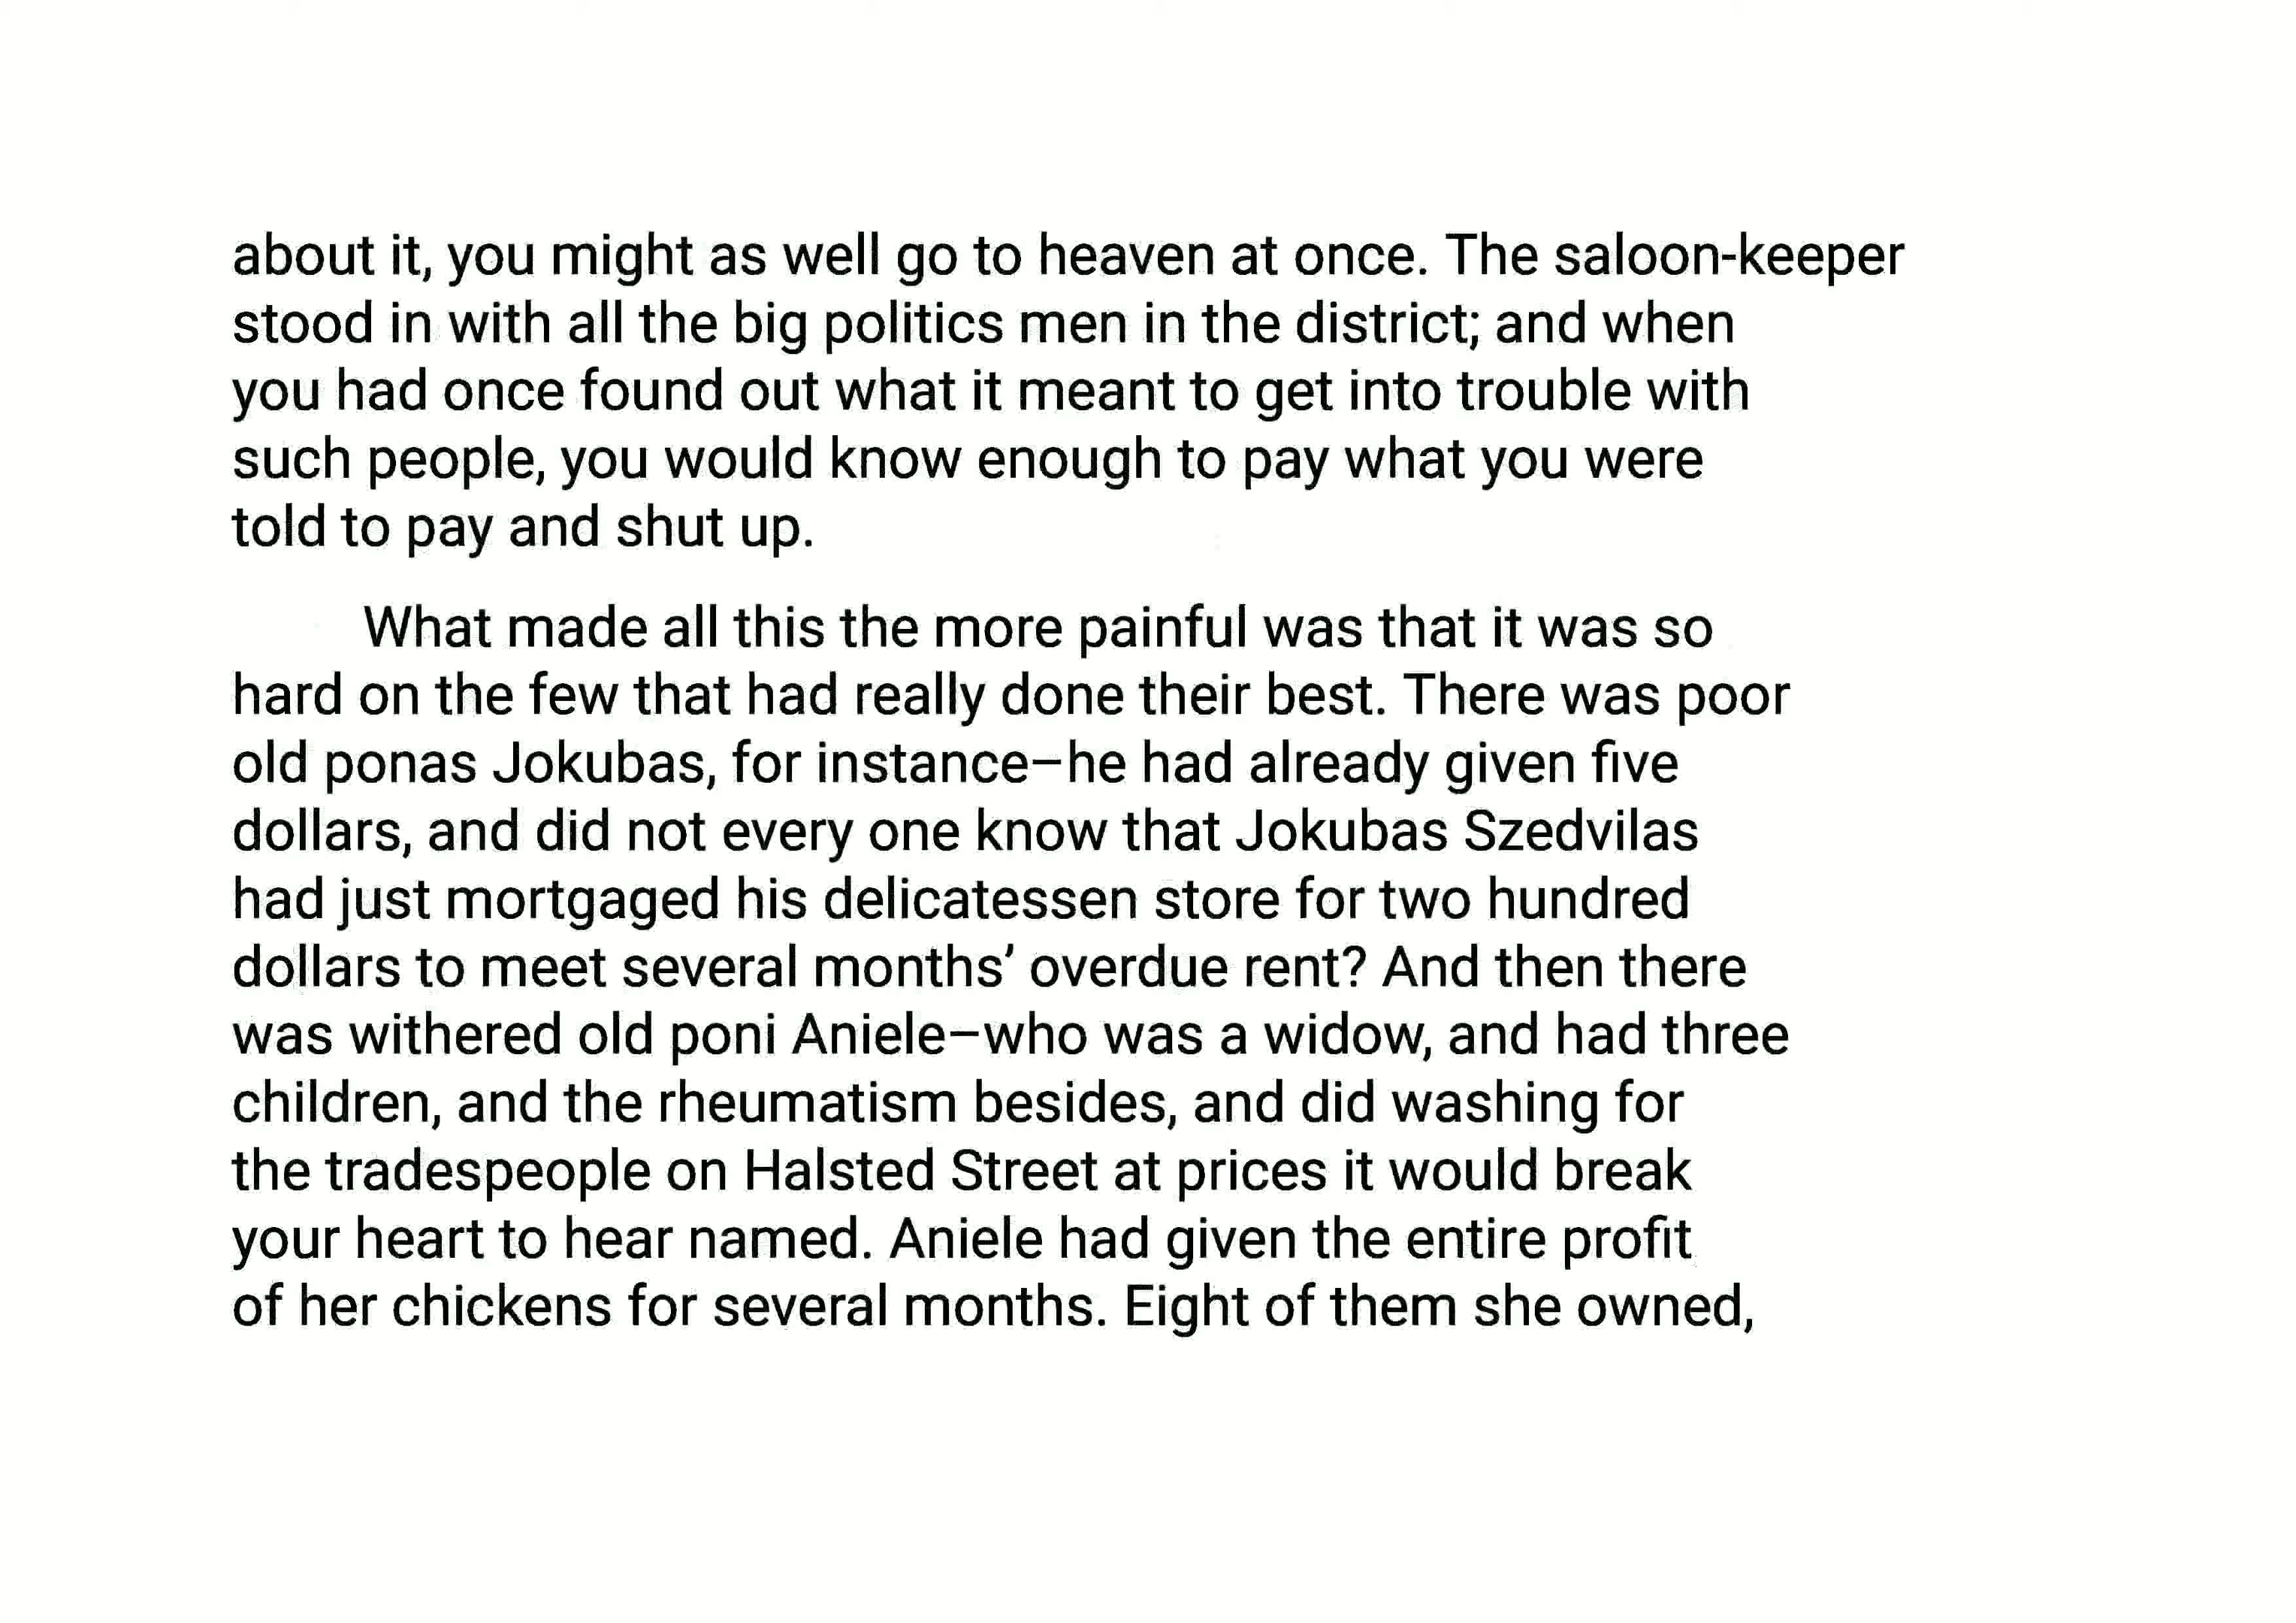 about it, you might as well go to heaven at once. The saloon-keeper
stood in with all the big politics men in the district; and when
you had once found out what it meant to get into trouble with
such people, you would know enough to pay what you were
told to pay and shut up.
What made all this the more painful was that it was so
hard on the few that had really done their best. There was poor
old ponas Jokubas, for instance—he had already given five
dollars, and did not every one know that Jokubas Szedvilas
had just mortgaged his delicatessen store for two hundred
dollars to meet several months’ overdue rent? And then there
was withered old poni Aniele—who was a widow, and had three
children, and the rheumatism besides, and did washing for
the tradespeople on Halsted Street at prices it would break
your heart to hear named. Aniele had given the entire profit
of her chickens for several months. Eight of them she owned,